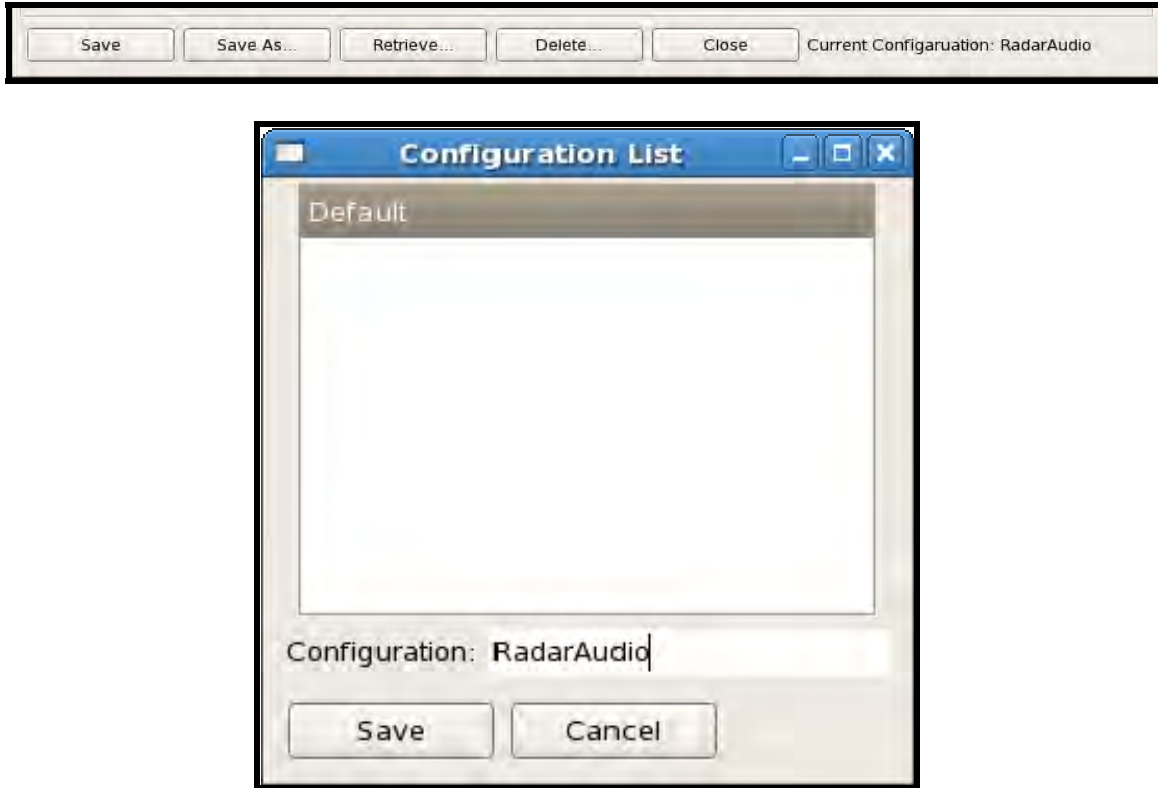 Save Save As... Retrieve... Delete... Close Current Configaruation: RadarAudio
Configuration List
Default
Configuration: RadarAudio
Save Cancel